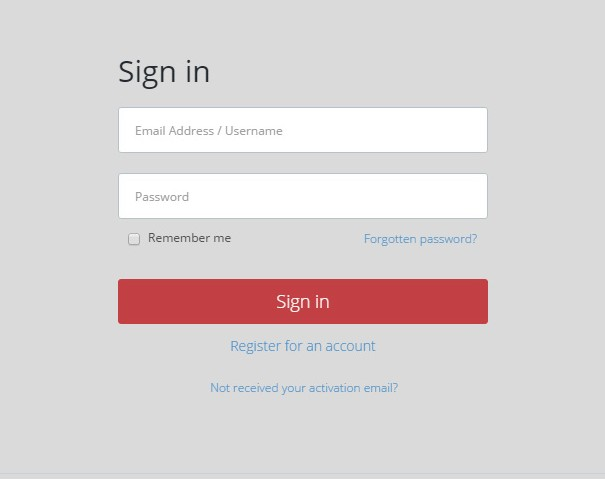 Sign in
Email Address / Username
Password
Remember me
Forgotten password?
Sign in
Register for an account
Not received your activation email?